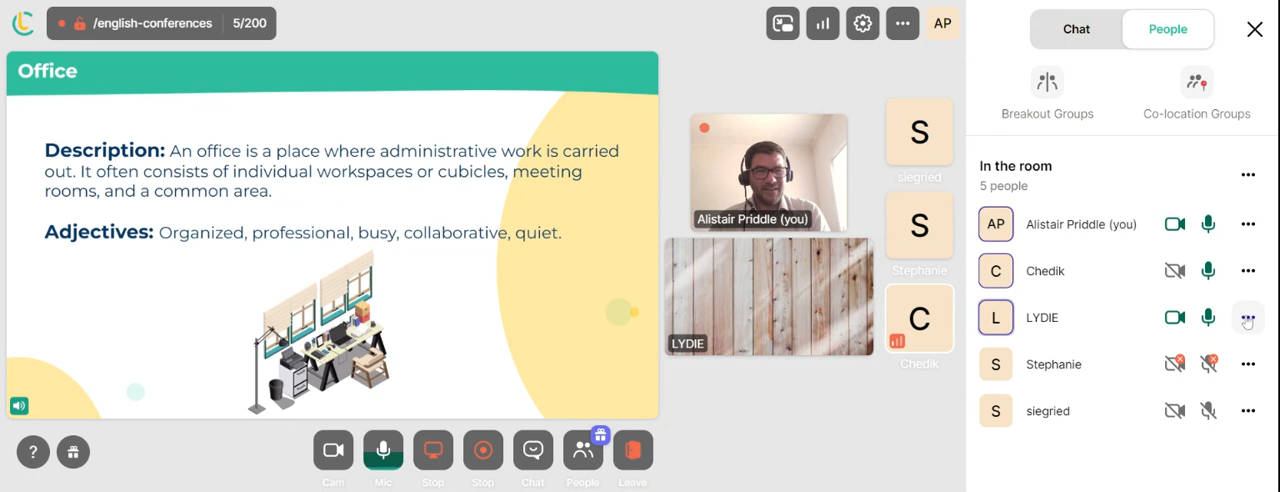 /english-conferences
5/200
AP
Office
Description: An office is a place where administrative work is carried
out. It often consists of individual workspaces or cubicles, meeting
rooms, and a common area.
Adjectives: Organized, professional, busy, collaborative, quiet.
Alistair Priddle (you)
LYDIE
S
siegried
S
Stephanie
C
Chedik
?
Cam
Mic
Stop
Stop
Chat
People
Leave
Chat
People
Breakout Groups
Co-location Groups
In the room
5 people
AP
Alistair Priddle (you)
C
Chedik
L
LYDIE
S
Stephanie
S
siegried